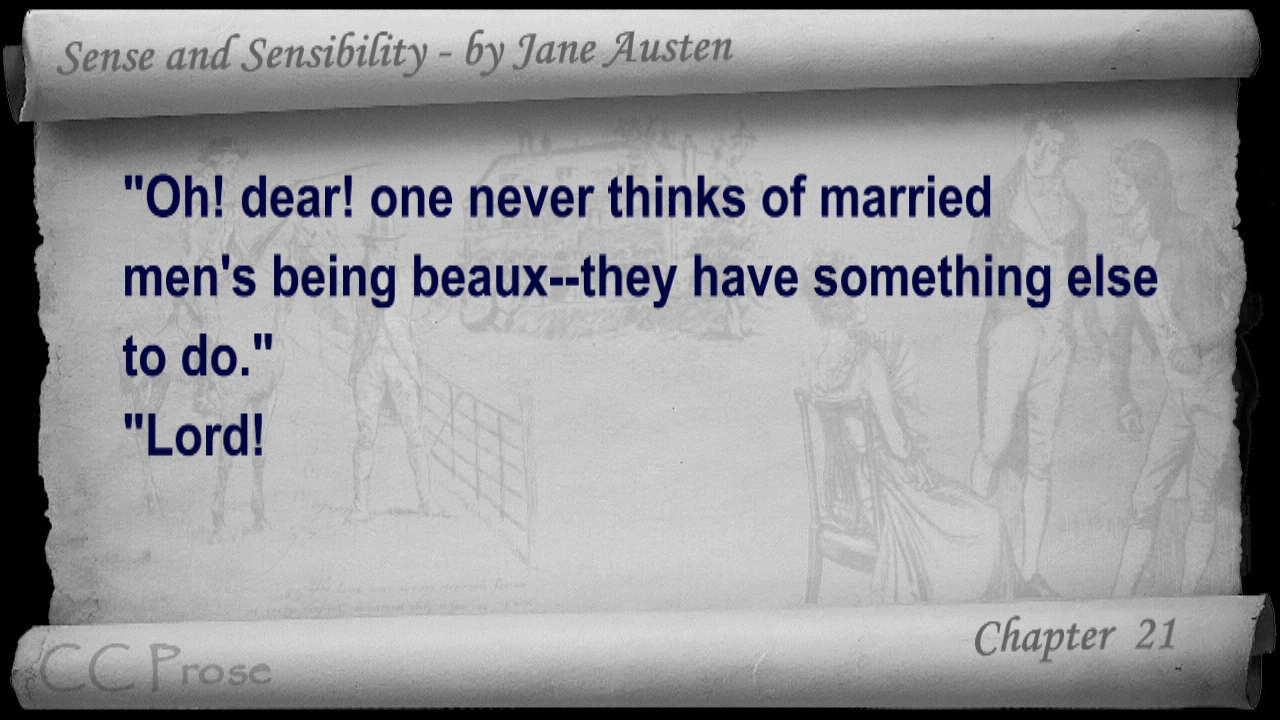 Sense and Sensibility - by Jane Austen
"Oh! dear! one never thinks of married
men's being beaux--they have something else
to do."
"Lord!
Chapter 21
CC Prose